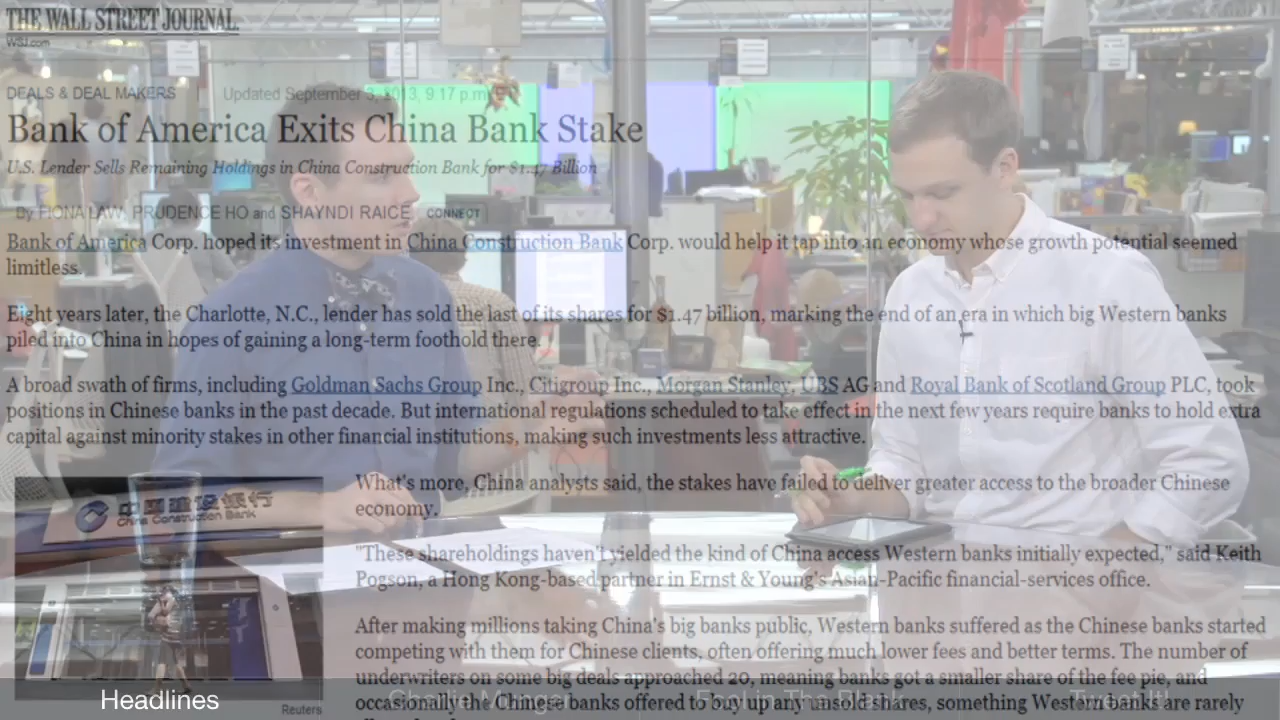 THE WALL STREET JOURNAL.
WSJ.com
DEALS & DEAL MAKERS Updated September 3, 2013, 9:17 p.m.
Bank of America Exits China Bank Stake
U.S. Lender Sells Remaining Holdings in China Construction Bank for $1.47 Billion
By FIONA LAW, PRUDENCE HO and SHAYNDI RAICE CONNECT
Bank of America Corp. hoped its investment in China Construction Bank Corp. would help it tap into an economy whose growth potential seemed
limitless.
Eight years later, the Charlotte, N.C., lender has sold the last of its shares for $1.47 billion, marking the end of an era in which big Western banks
piled into China in hopes of gaining a long-term foothold there.
A broad swath of firms, including Goldman Sachs Group Inc., Citigroup Inc., Morgan Stanley, UBS AG and Royal Bank of Scotland Group PLC, took
positions in Chinese banks in the past decade. But international regulations scheduled to take effect in the next few years require banks to hold extra
capital against minority stakes in other financial institutions, making such investments less attractive.
中国建设银行
China Construction Bank
What's more, China analysts said, the stakes have failed to deliver greater access to the broader Chinese
economy.
"These shareholdings haven't yielded the kind of China access Western banks initially expected," said Keith
Pogson, a Hong Kong-based partner in Ernst & Young's Asian-Pacific financial-services office.
After making millions taking China's big banks public, Western banks suffered as the Chinese banks started
competing with them for Chinese clients, often offering much lower fees and better terms. The number of
underwriters on some big deals approached 20, meaning banks got a smaller share of the fee pie, and
occasionally the Chinese banks offered to buy up any unsold shares, something Western banks are rarely
Reuters
Headlines Charlie Munger Fool in The Blank Tweet It!